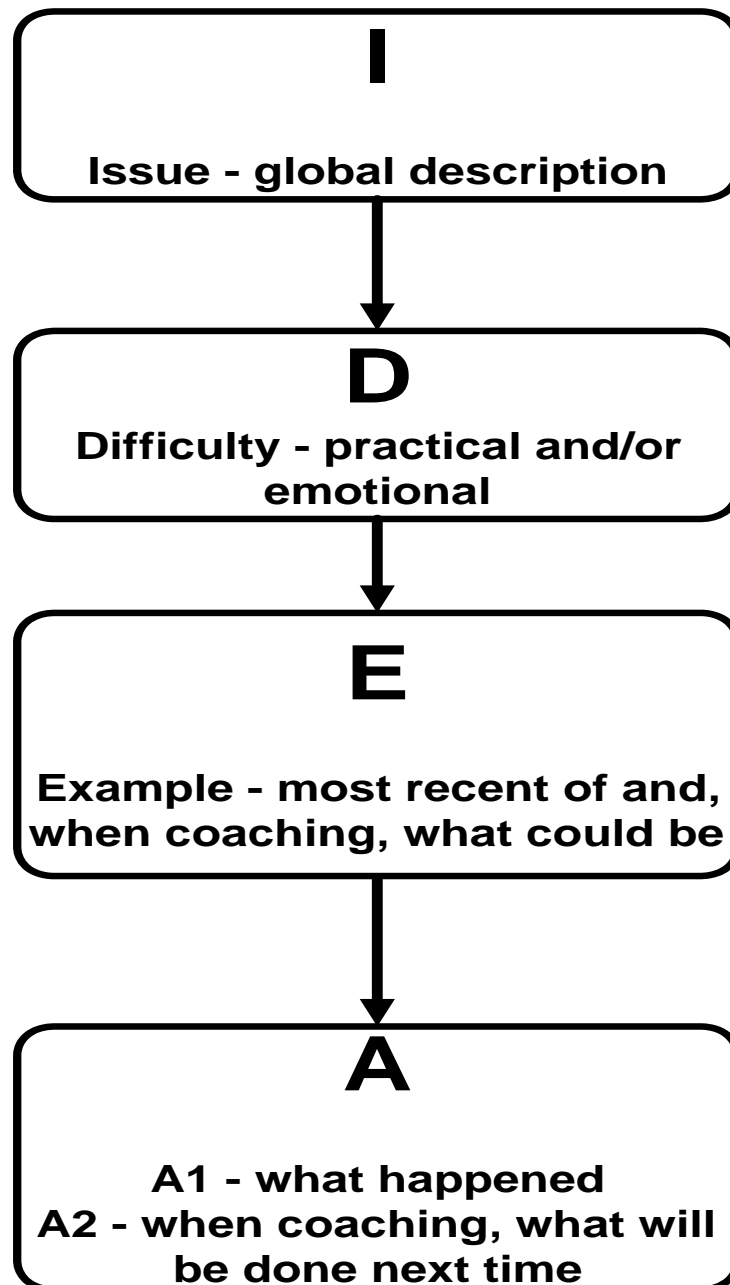 I
Issue - global description
D
Difficulty - practical and/or
emotional
E
Example - most recent of and,
when coaching, what could be
A
A1 - what happened
A2 - when coaching, what will
be done next time